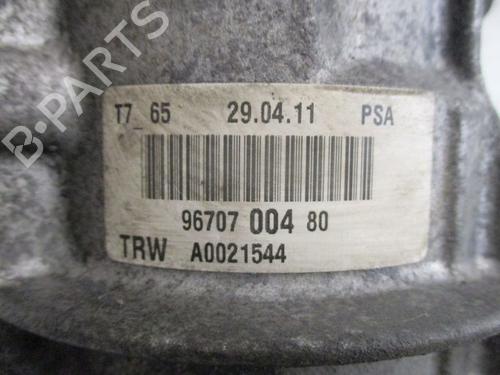 B-PARTS
T7_65 29.04.11 PSA
96707 004 80
TRW A0021544